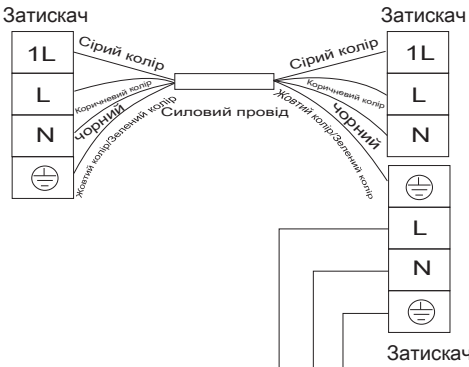 Затискач
Затискач
1L
L
N
Сірий колір
Коричневий колір
чорний
Жовтий колір/Зелений колір
Силовий провід
Сірий колір
Коричневий колір
чорний
Жовтий колір/Зелений колір
1L
L
N
L
N
Затискач